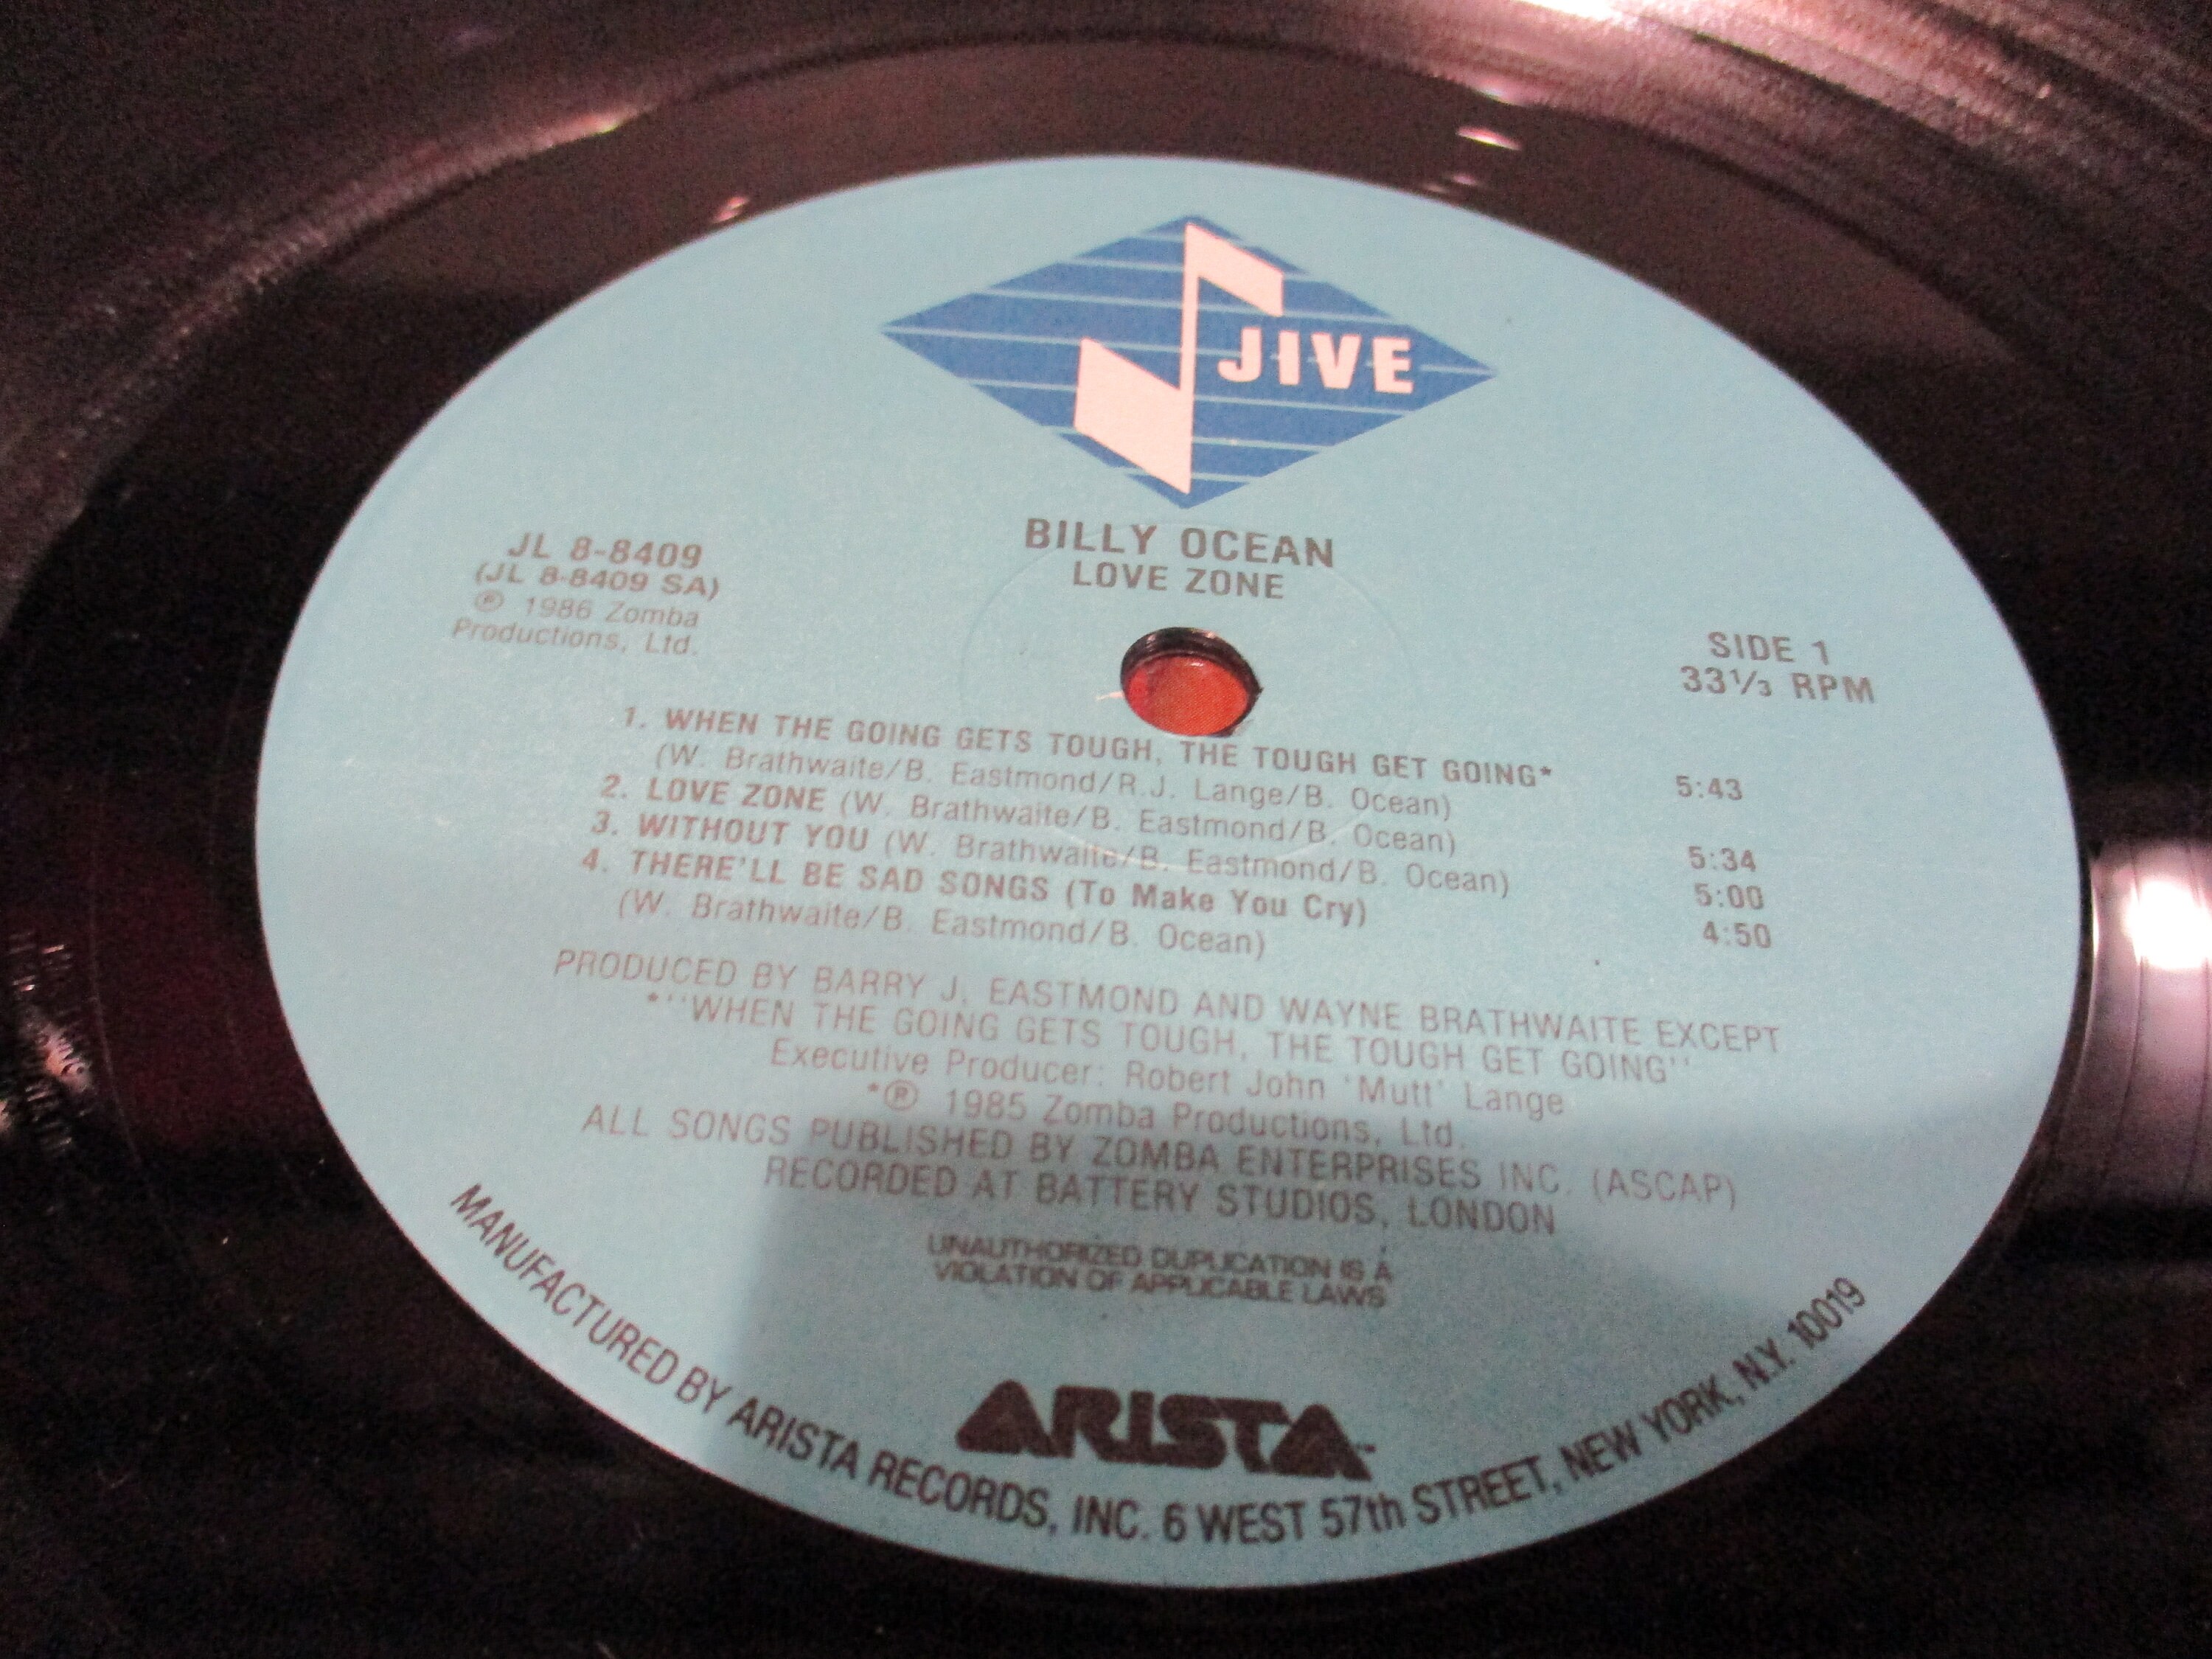 JIVE
BILLY OCEAN
LOVE ZONE
JL 8-8409
(JL 8-8409 SA)
Ⓟ 1986 Zomba
Productions, Ltd.
SIDE 1
33⅓ RPM
1. WHEN THE GOING GETS TOUGH, THE TOUGH GET GOING*
(W. Brathwaite/B. Eastmond/R.J. Lange/B. Ocean) 5:43
2. LOVE ZONE (W. Brathwaite/B. Eastmond/B. Ocean) 5:34
3. WITHOUT YOU (W. Brathwaite/B. Eastmond/B. Ocean) 5:00
4. THERE'LL BE SAD SONGS (To Make You Cry) 4:50
(W. Brathwaite/B. Eastmond/B. Ocean)
PRODUCED BY BARRY J. EASTMOND AND WAYNE BRATHWAITE EXCEPT
*"WHEN THE GOING GETS TOUGH, THE TOUGH GET GOING"
Executive Producer: Robert John 'Mutt' Lange
*Ⓟ 1985 Zomba Productions, Ltd.
ALL SONGS PUBLISHED BY ZOMBA ENTERPRISES INC. (ASCAP)
RECORDED AT BATTERY STUDIOS, LONDON
UNAUTHORIZED DUPLICATION IS A
VIOLATION OF APPLICABLE LAWS
ARISTA™
MANUFACTURED BY ARISTA RECORDS, INC. 6 WEST 57th STREET, NEW YORK, N.Y. 10019